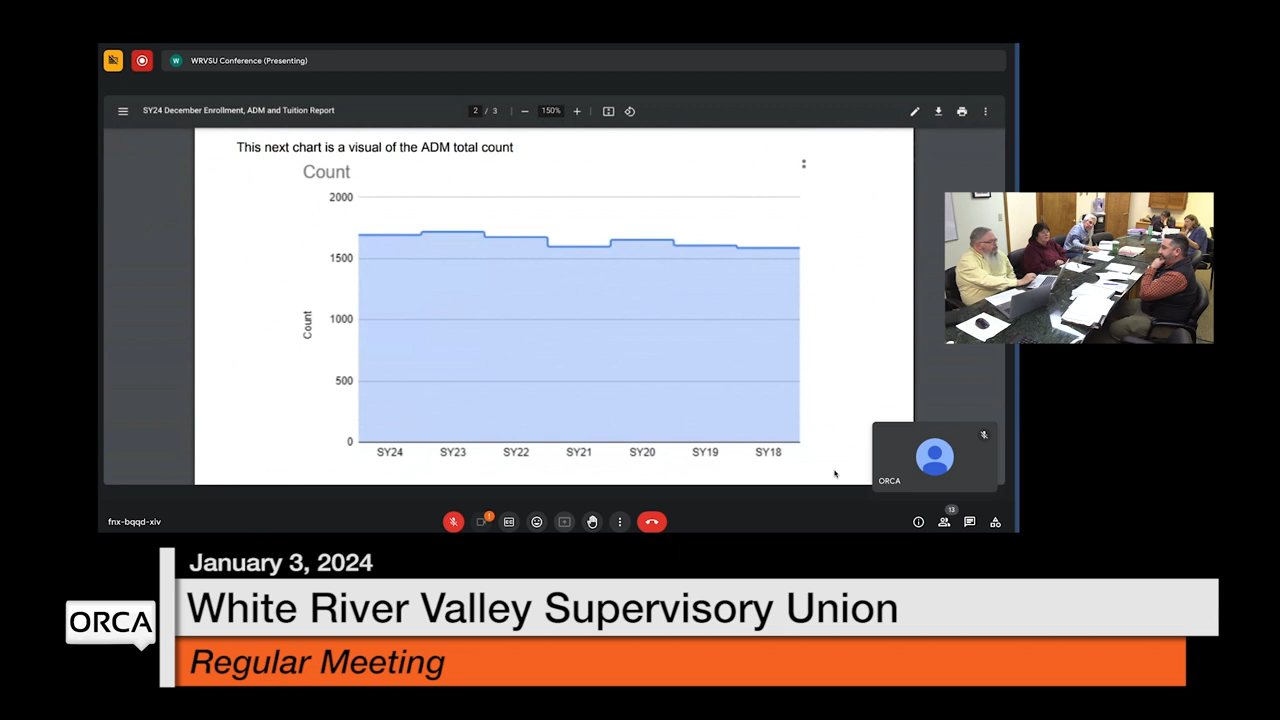 W WRVSU Conference (Presenting)
SY24 December Enrollment, ADM and Tuition Report
2 / 3
150%
This next chart is a visual of the ADM total count
Count
2000
1500
1000
500
0
Count
SY24 SY23 SY22 SY21 SY20 SY19 SY18
ORCA
fnx-bqqd-xiv
13
January 3, 2024
White River Valley Supervisory Union
ORCA
Regular Meeting